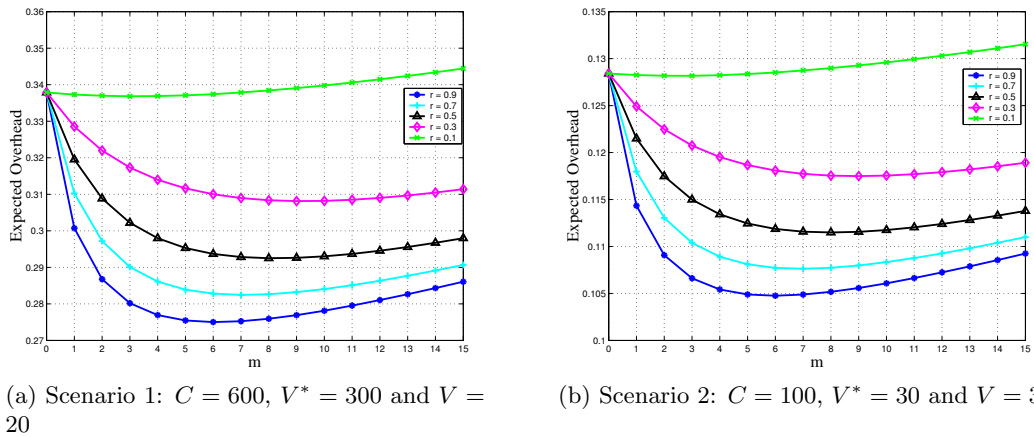 0.36
0.35
0.34
0.33
0.32
0.31
0.3
0.29
0.28
0.27
Expected Overhead
0 1 2 3 4 5 6 7 8 9 10 11 12 13 14 15
m
r = 0.9
r = 0.7
r = 0.5
r = 0.3
r = 0.1
(a) Scenario 1: C = 600, V* = 300 and V =
20
0.135
0.13
0.125
0.12
0.115
0.11
0.105
0.1
Expected Overhead
0 1 2 3 4 5 6 7 8 9 10 11 12 13 14 15
m
r = 0.9
r = 0.7
r = 0.5
r = 0.3
r = 0.1
(b) Scenario 2: C = 100, V* = 30 and V =